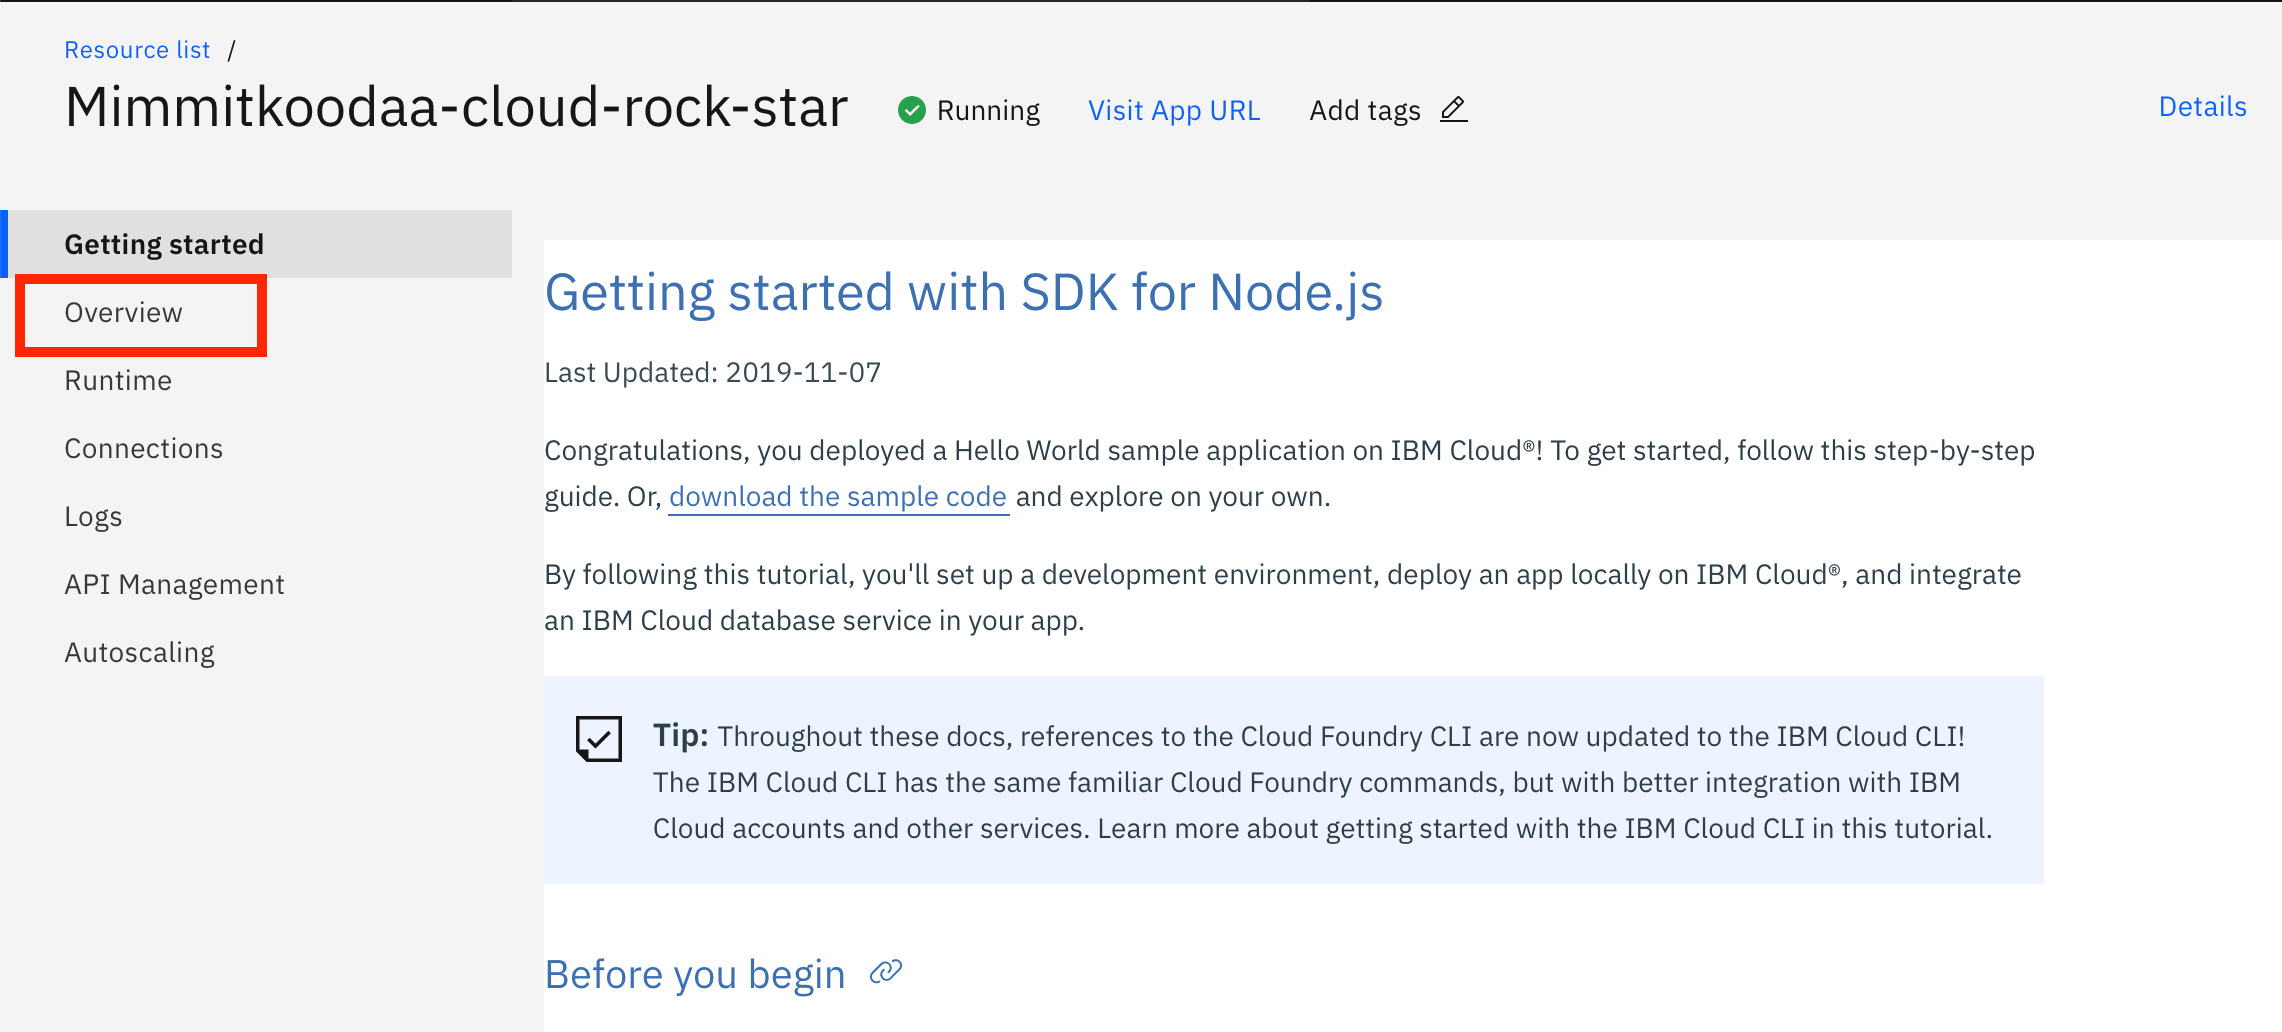 Resource list /
Mimmitkoodaa-cloud-rock-star
Running
Visit App URL
Add tags
Details
Getting started
Overview
Runtime
Connections
Logs
API Management
Autoscaling
Getting started with SDK for Node.js
Last Updated: 2019-11-07
Congratulations, you deployed a Hello World sample application on IBM Cloud®! To get started, follow this step-by-step
guide. Or, download the sample code and explore on your own.
By following this tutorial, you'll set up a development environment, deploy an app locally on IBM Cloud®, and integrate
an IBM Cloud database service in your app.
Tip: Throughout these docs, references to the Cloud Foundry CLI are now updated to the IBM Cloud CLI!
The IBM Cloud CLI has the same familiar Cloud Foundry commands, but with better integration with IBM
Cloud accounts and other services. Learn more about getting started with the IBM Cloud CLI in this tutorial.
Before you begin